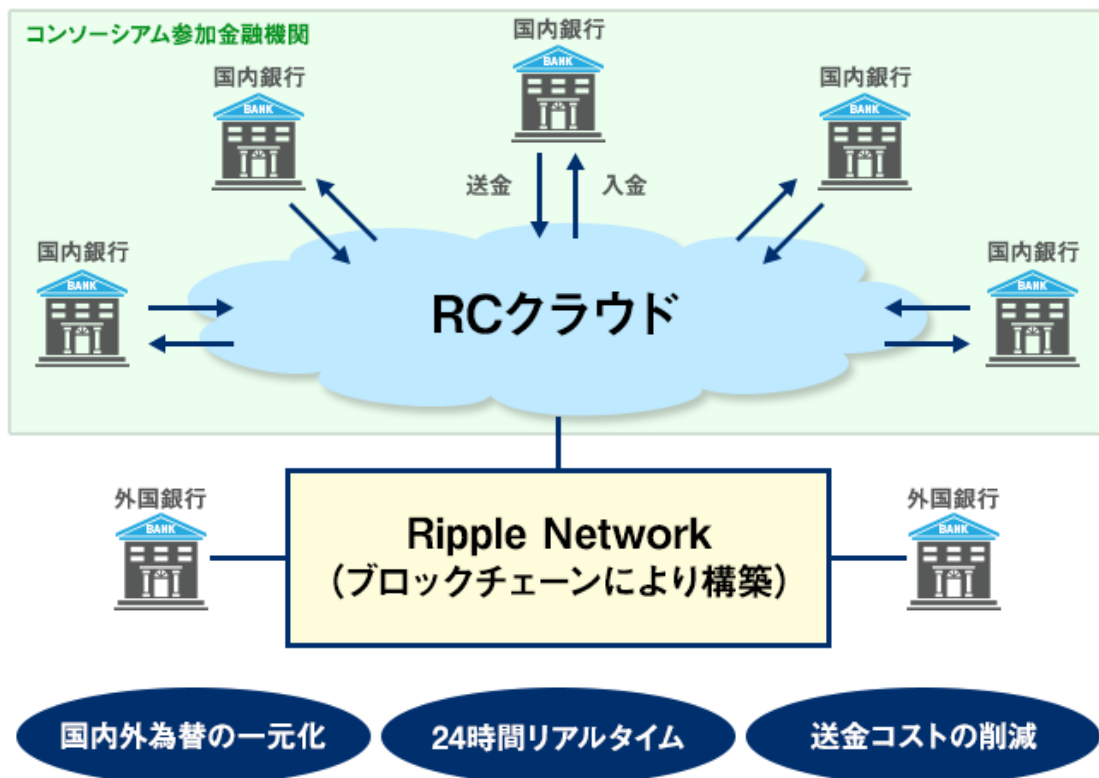 コンソーシアム参加金融機関
国内銀行
BANK
国内銀行
BANK
国内銀行
BANK
送金
入金
国内銀行
BANK
国内銀行
BANK
RCクラウド
外国銀行
BANK
外国銀行
BANK
Ripple Network
（ブロックチェーンにより構築）
国内外為替の一元化
24時間リアルタイム
送金コストの削減